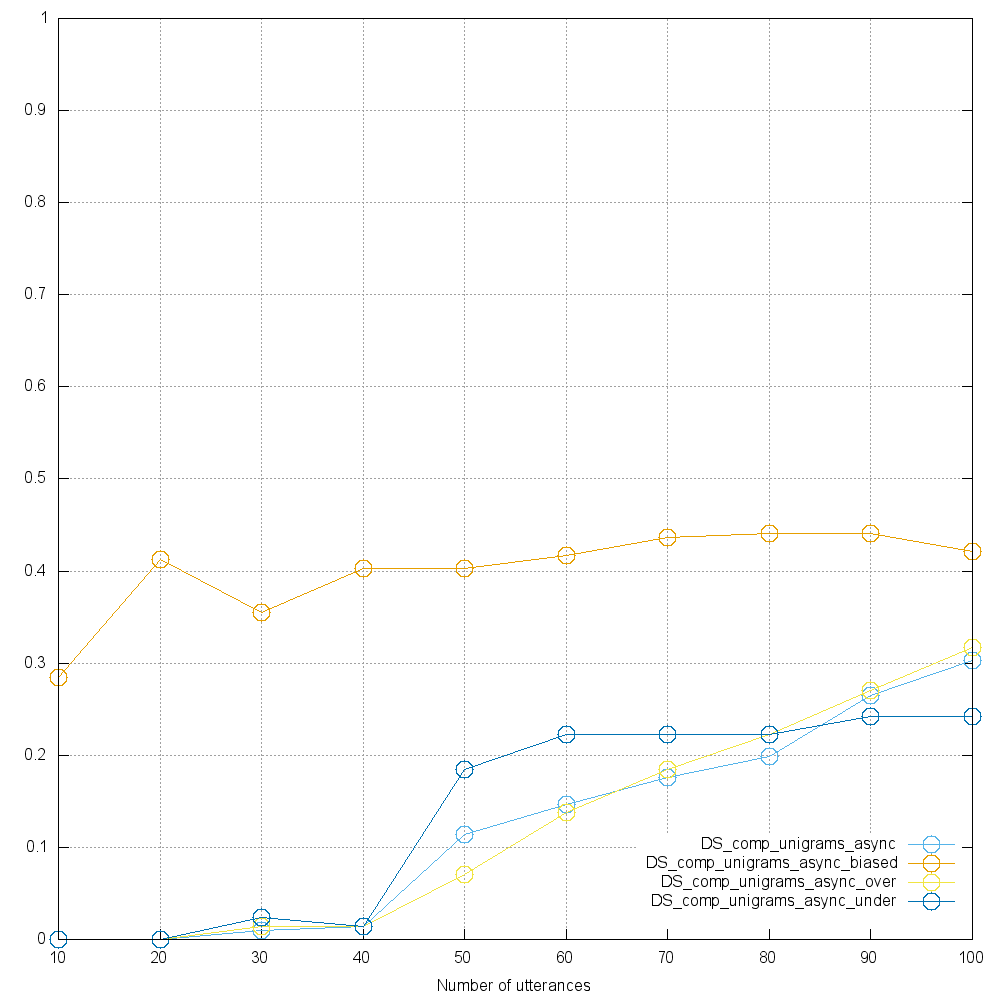 1
0.9
0.8
0.7
0.6
0.5
0.4
0.3
0.2
0.1
0
DS_comp_unigrams_async
DS_comp_unigrams_async_biased
DS_comp_unigrams_async_over
DS_comp_unigrams_async_under
10 20 30 40 50 60 70 80 90 100
Number of utterances